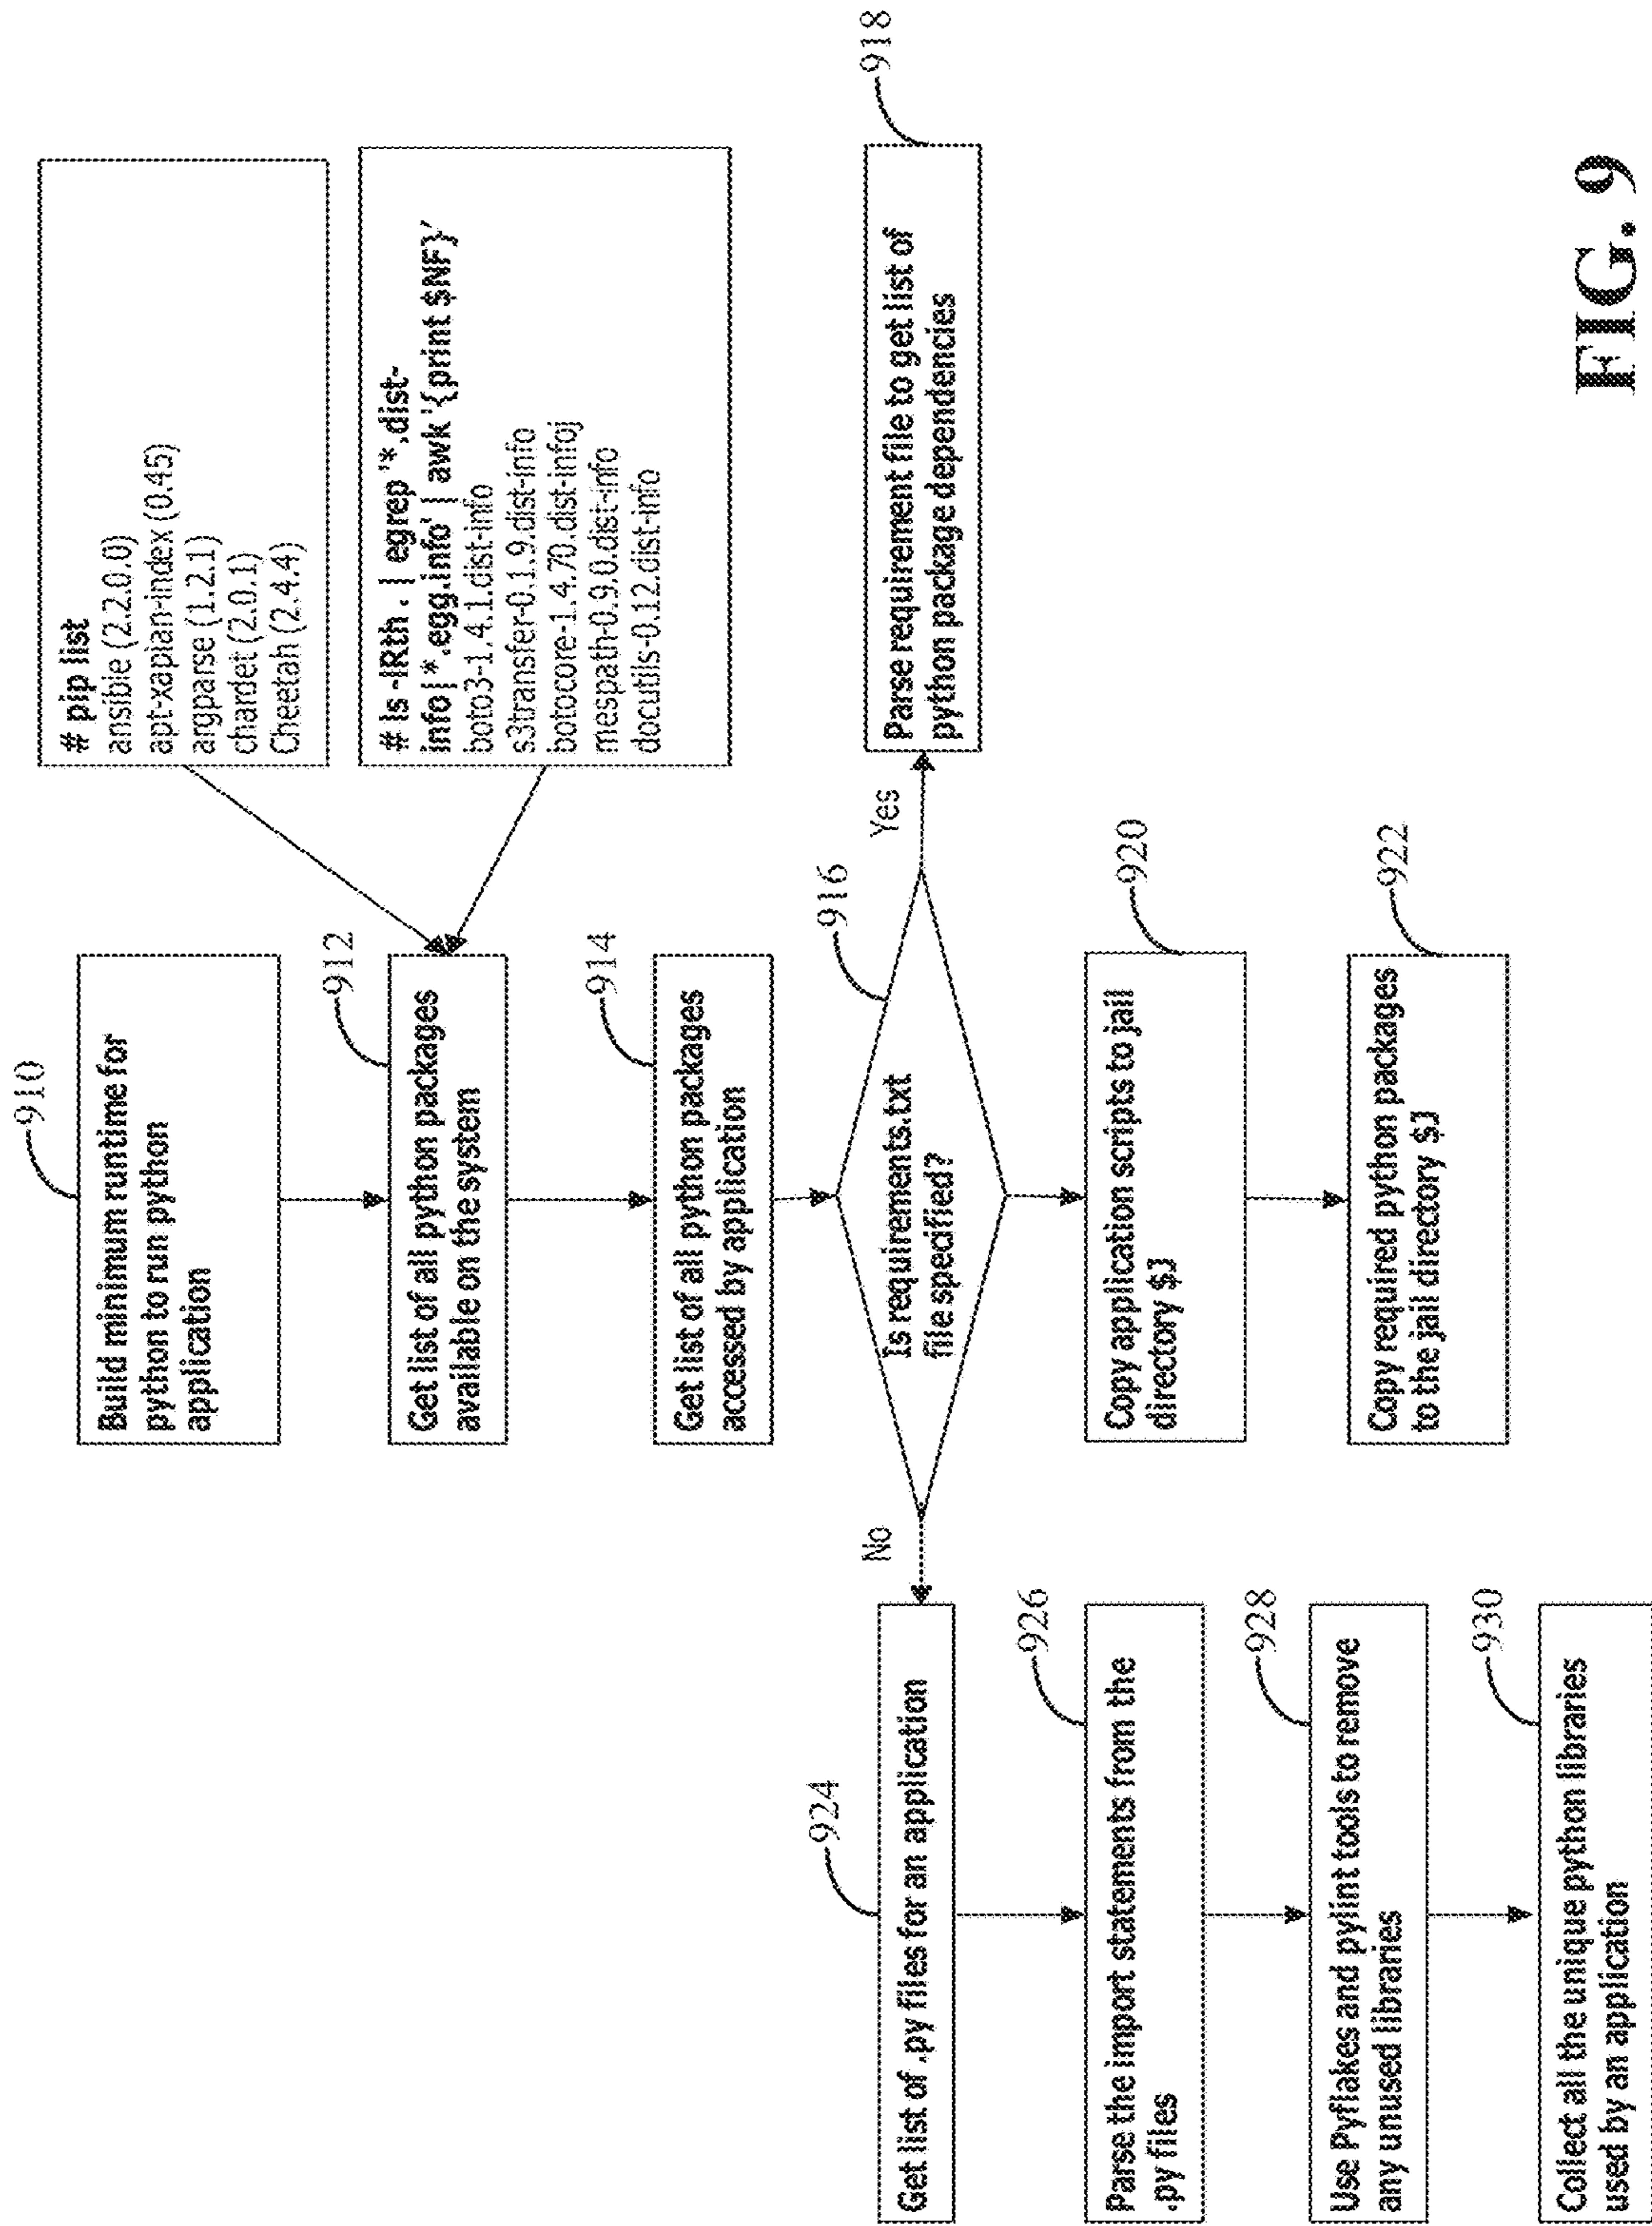 910
Build minimum runtime for
python to run python
application
# pip list
ansible (2.2.0.0)
apt-xapian-index (0.45)
argparse (1.2.1)
chardet (2.0.1)
Cheetah (2.4.4)
912
Get list of all python packages
available on the system
# ls -lRth . | egrep '*.dist-
info|*.egg.info' | awk '{print $NF}'
boto3-1.4.1.dist-info
s3transfer-0.1.9.dist-info
botocore-1.4.70.dist-infoj
mespath-0.9.0.dist-info
docutils-0.12.dist-info
914
Get list of all python packages
accessed by application
916
Is requirements.txt
file specified?
Yes
918
Parse requirement file to get list of
python package dependencies
No
924
Get list of .py files for an application
920
Copy application scripts to jail
directory $J
926
Parse the import statements from the
.py files
922
Copy required python packages
to the jail directory $J
928
Use Pyflakes and pylint tools to remove
any unused libraries
930
Collect all the unique python libraries
used by an application
FIG. 9